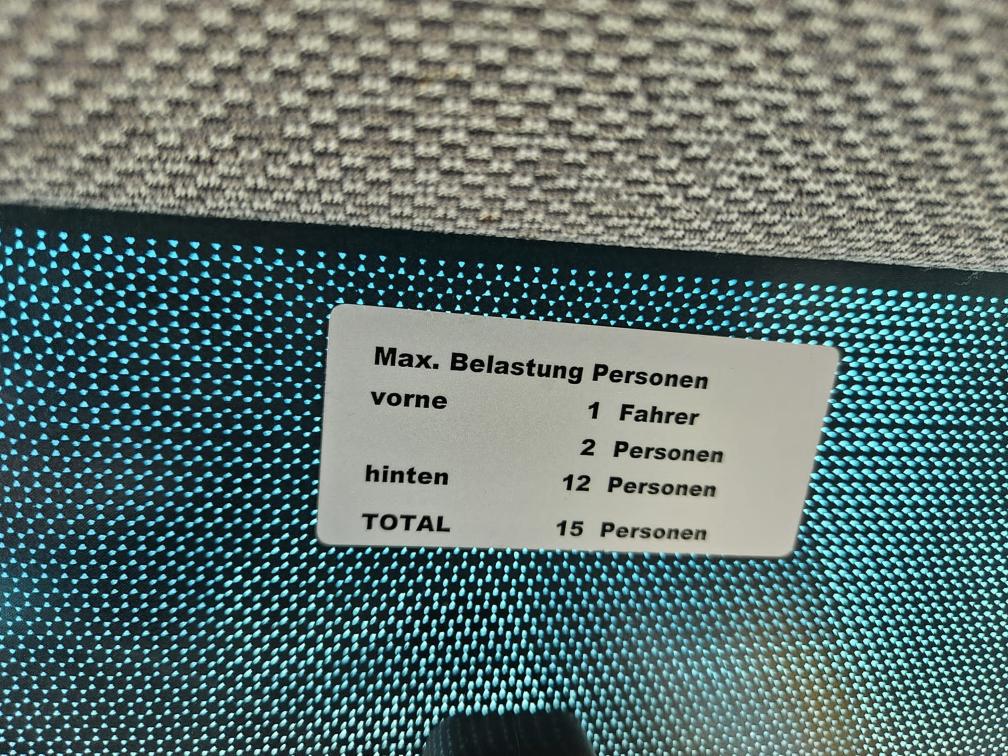 Max. Belastung Personen
vorne 1 Fahrer
2 Personen
hinten 12 Personen
TOTAL 15 Personen